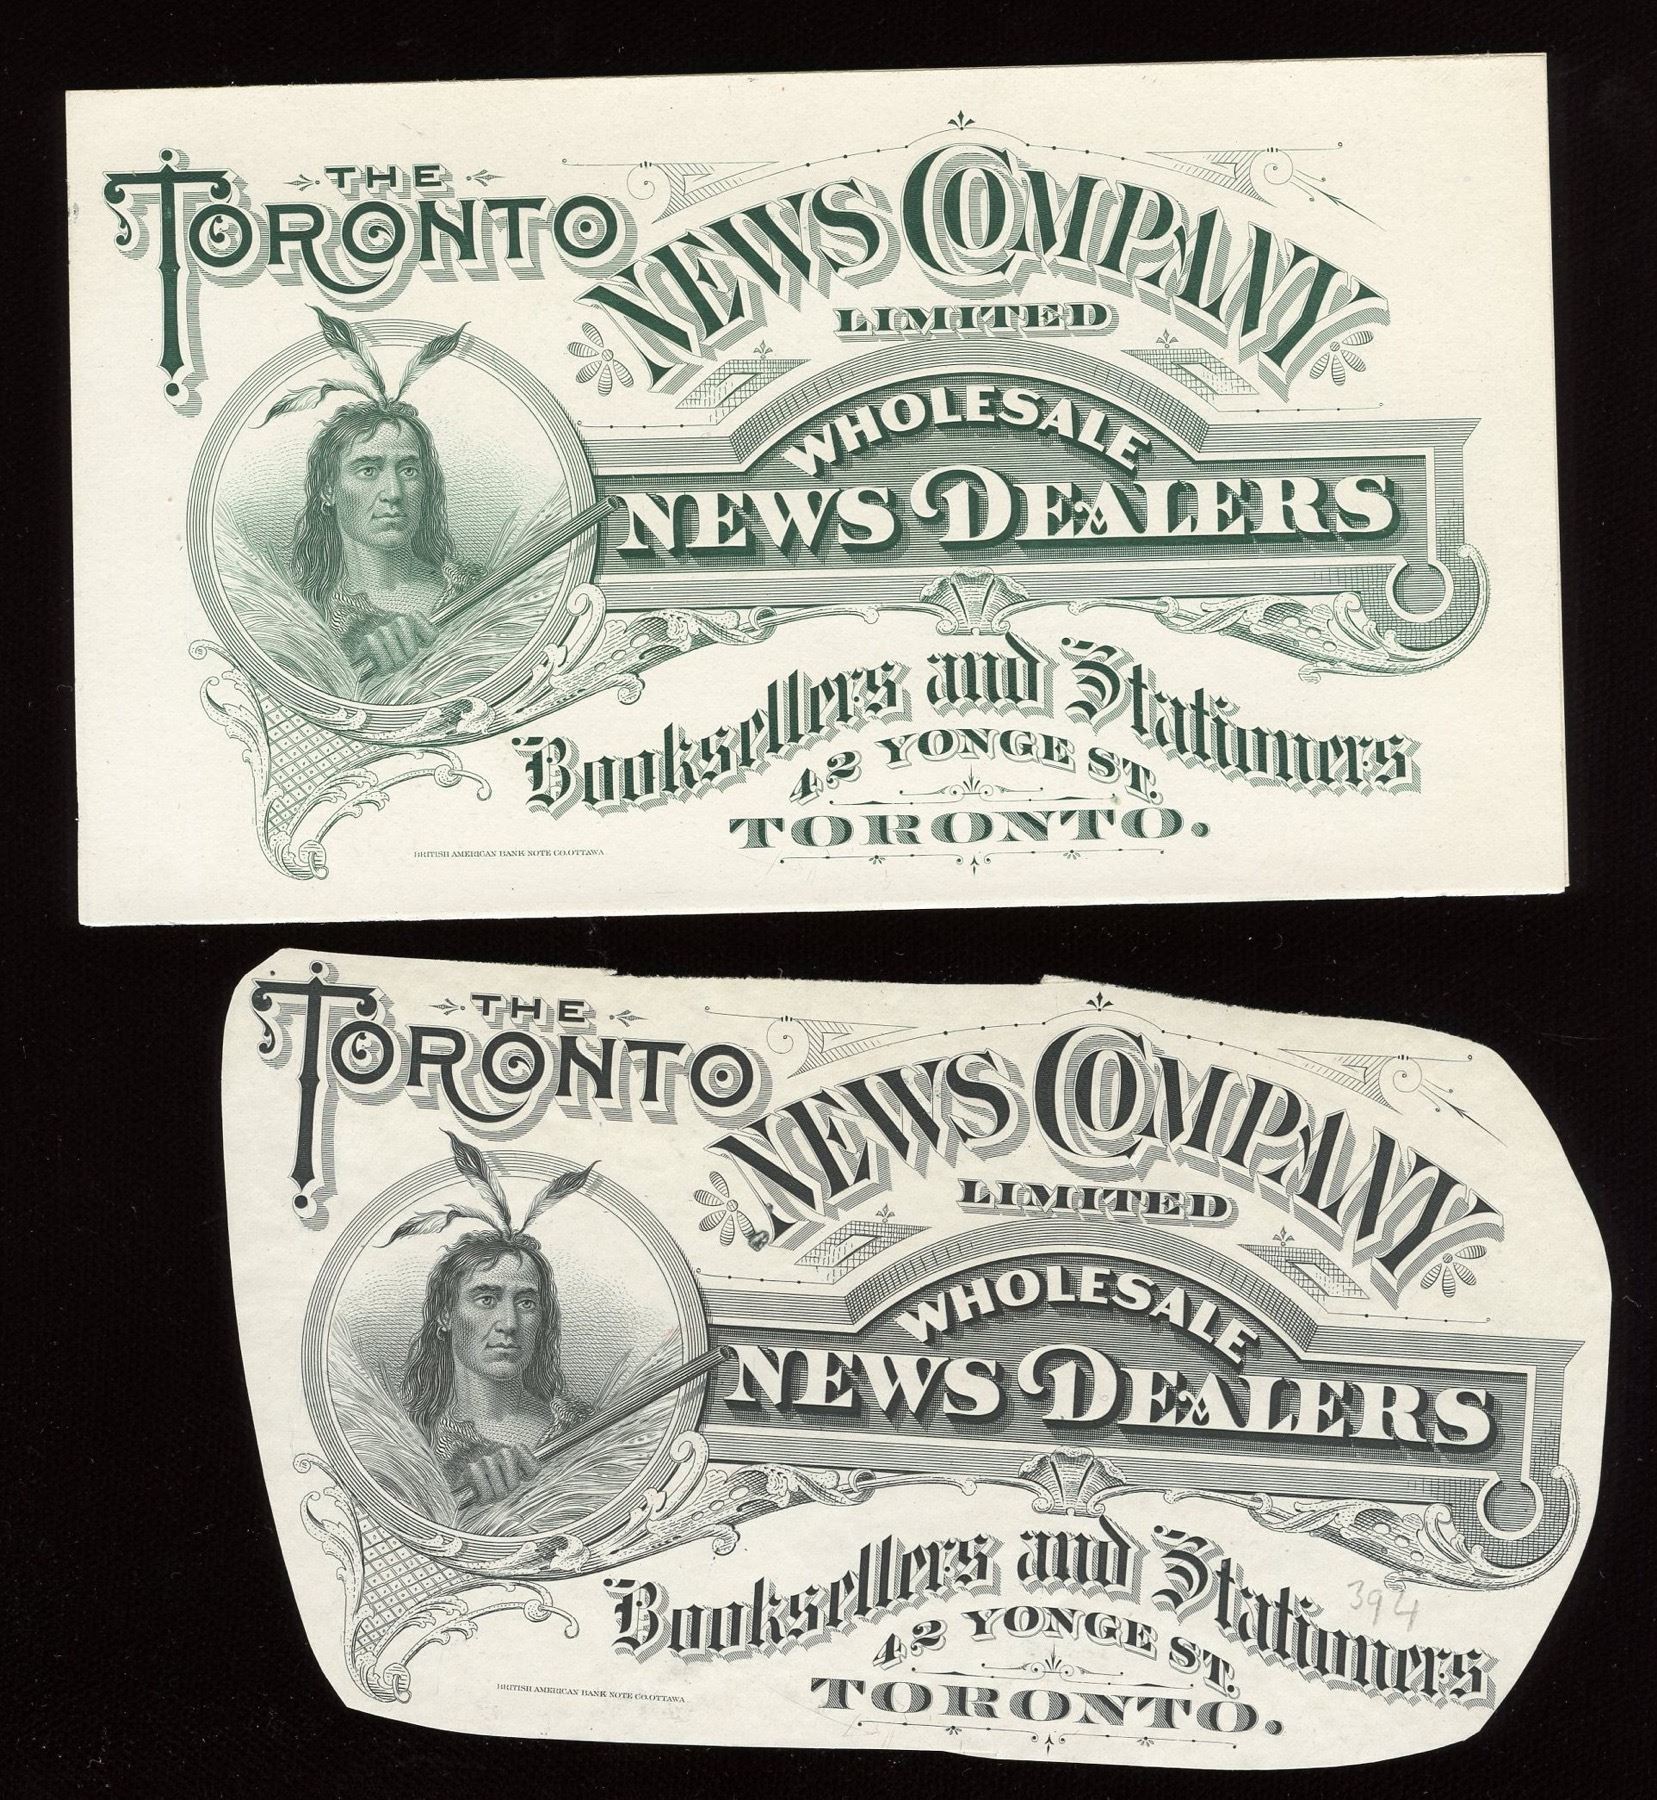 THE
TORONTO
NEWS COMPANY
LIMITED
WHOLESALE
NEWS DEALERS
Booksellers and Stationers
42 YONGE ST.
TORONTO.
BRITISH AMERICAN BANK NOTE CO. OTTAWA
THE
TORONTO
NEWS COMPANY
LIMITED
WHOLESALE
NEWS DEALERS
Booksellers and Stationers
394
42 YONGE ST.
TORONTO.
BRITISH AMERICAN BANK NOTE CO. OTTAWA